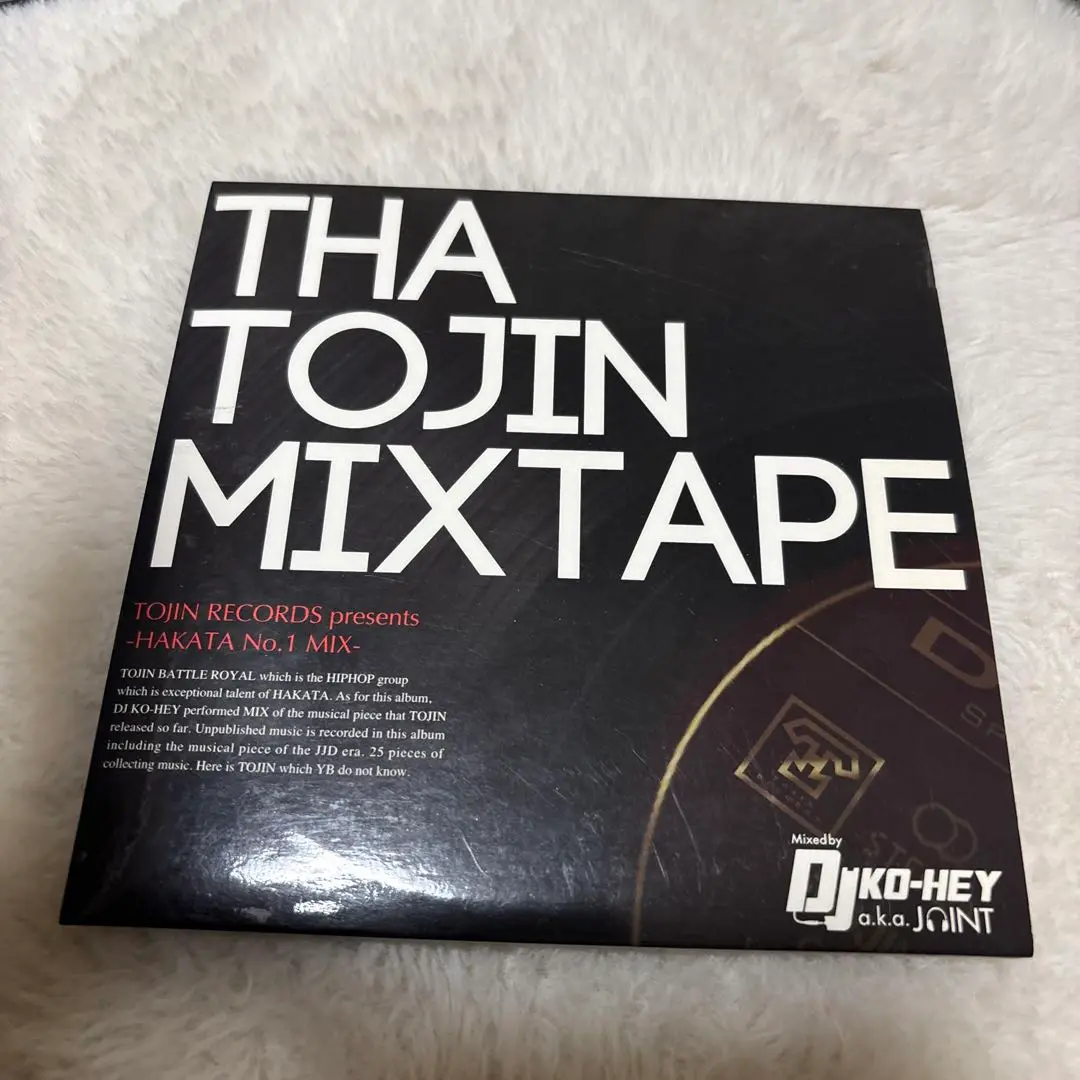 THA
TOJIN
MIXTAPE
TOJIN RECORDS presents
-HAKATA No.1 MIX-
TOJIN BATTLE ROYAL which is the HIPHOP group
which is exceptional talent of HAKATA. As for this album,
DJ KO-HEY performed MIX of the musical piece that TOJIN
released so far. Unpublished music is recorded in this album
including the musical piece of the JJD era. 25 pieces of
collecting music. Here is TOJIN which YB do not know.
Mixed by
DJ KO-HEY
a.k.a. JOINT